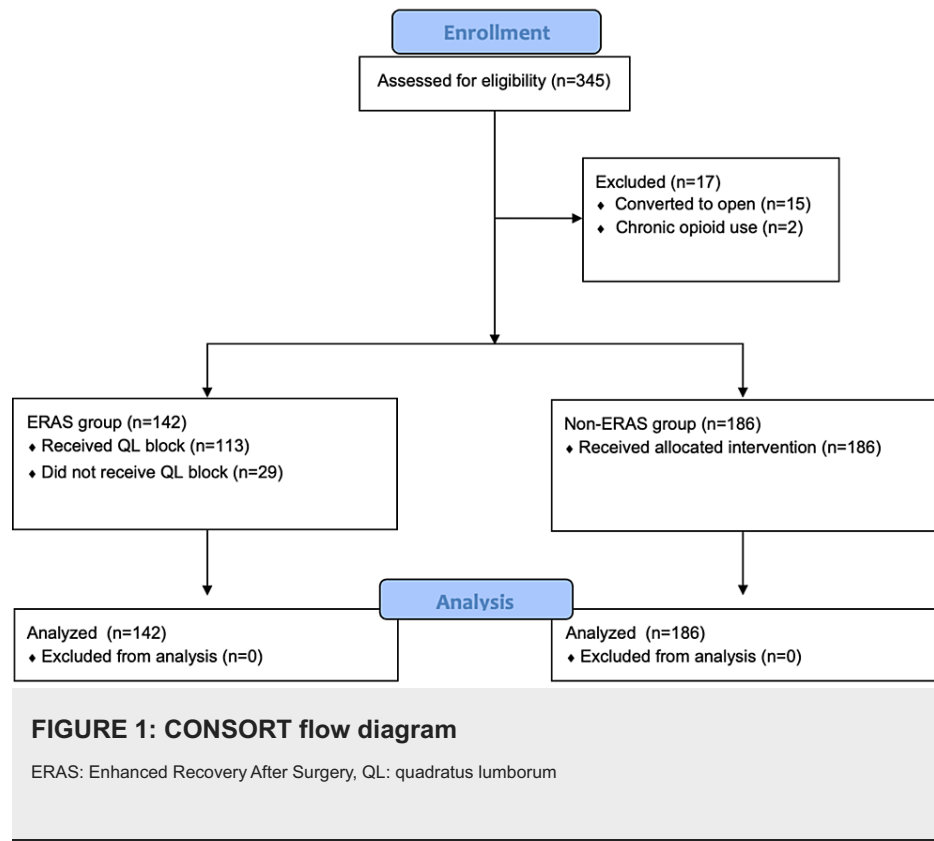 Enrollment
Assessed for eligibility (n=345)
Excluded (n=17)
♦ Converted to open (n=15)
♦ Chronic opioid use (n=2)
ERAS group (n=142)
♦ Received QL block (n=113)
♦ Did not receive QL block (n=29)
Non-ERAS group (n=186)
♦ Received allocated intervention (n=186)
Analysis
Analyzed (n=142)
♦ Excluded from analysis (n=0)
Analyzed (n=186)
♦ Excluded from analysis (n=0)
FIGURE 1: CONSORT flow diagram
ERAS: Enhanced Recovery After Surgery, QL: quadratus lumborum